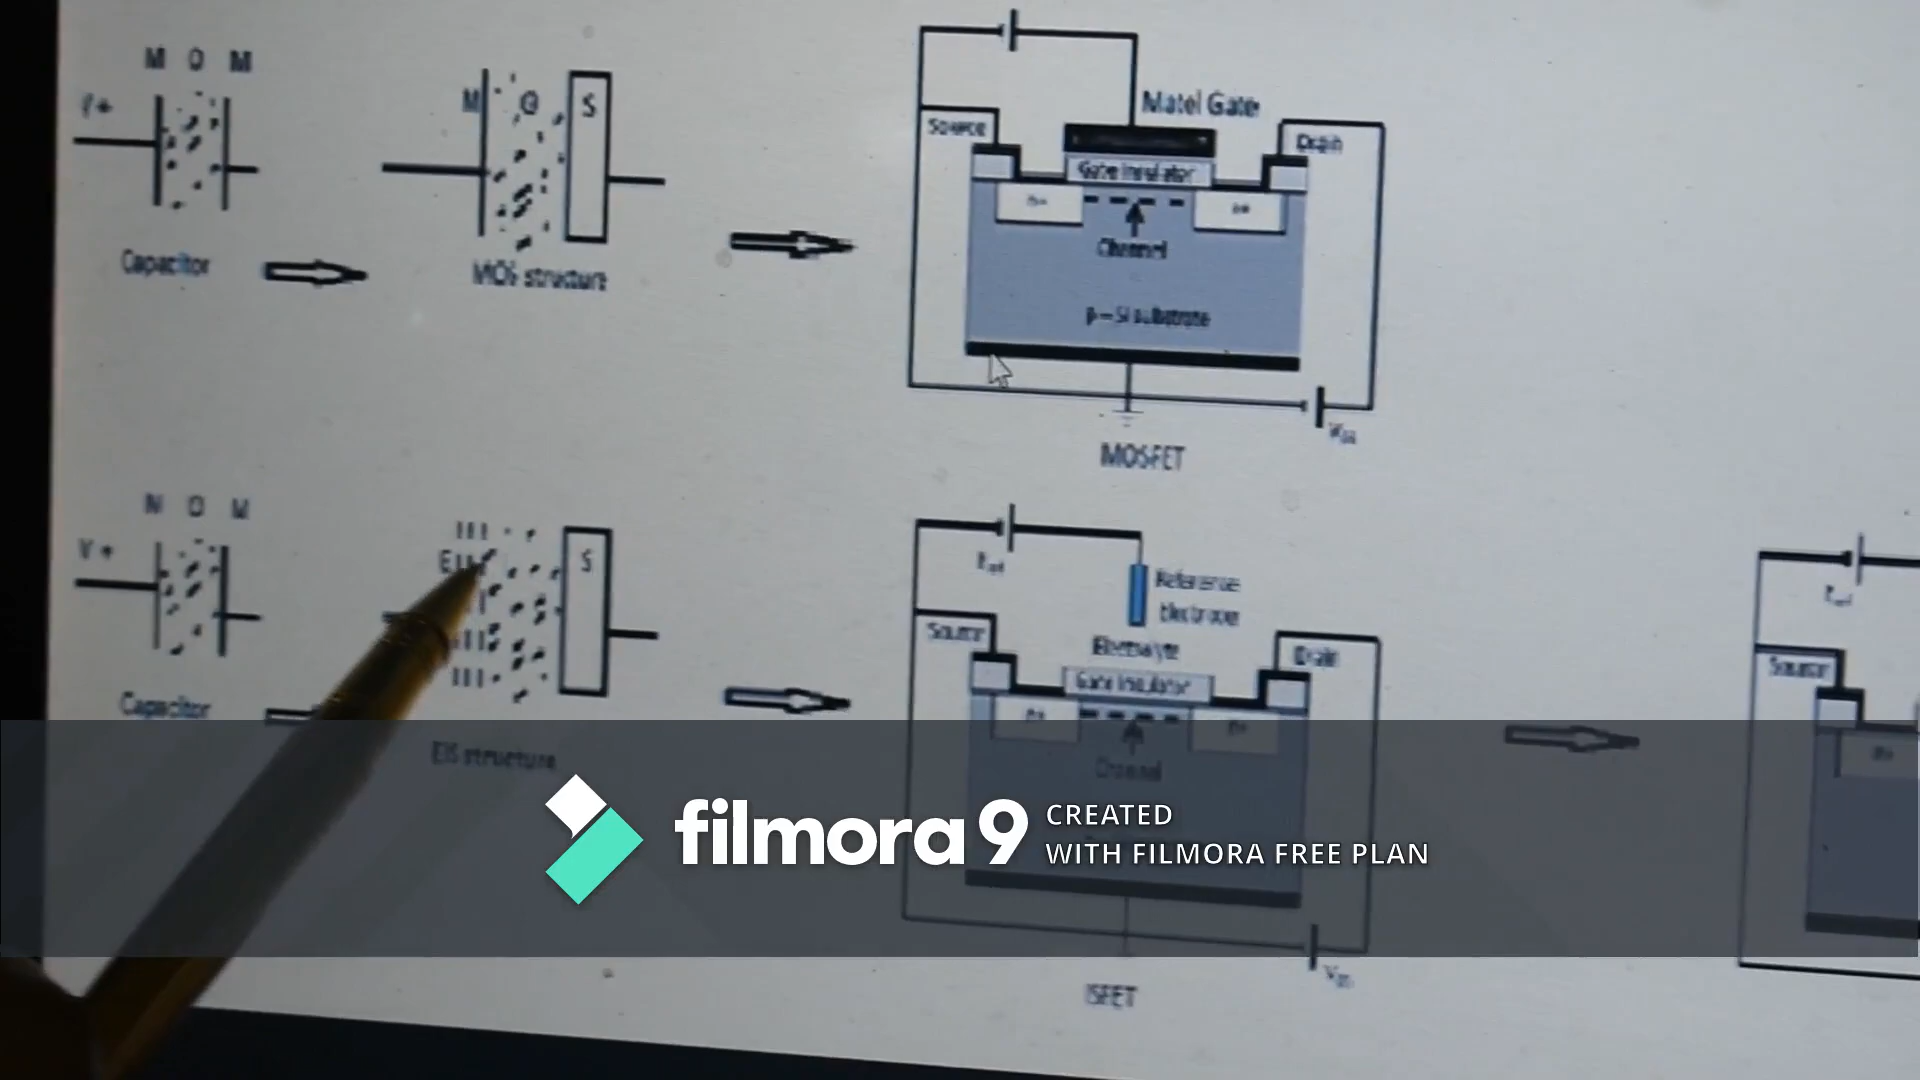 M O M
V+
Capacitor
M O S
MOS structure
Matel Gate
Source
Drain
Gate Insulator
n+
n+
Channel
p-Si substrate
MOSFET
M O M
V+
Capacitor
E I S
EIS structure
Reference
Electrode
Source
Electrolyte
Drain
Gate Insulator
n+
n+
Channel
ISFET
Source
filmora9 CREATED
WITH FILMORA FREE PLAN